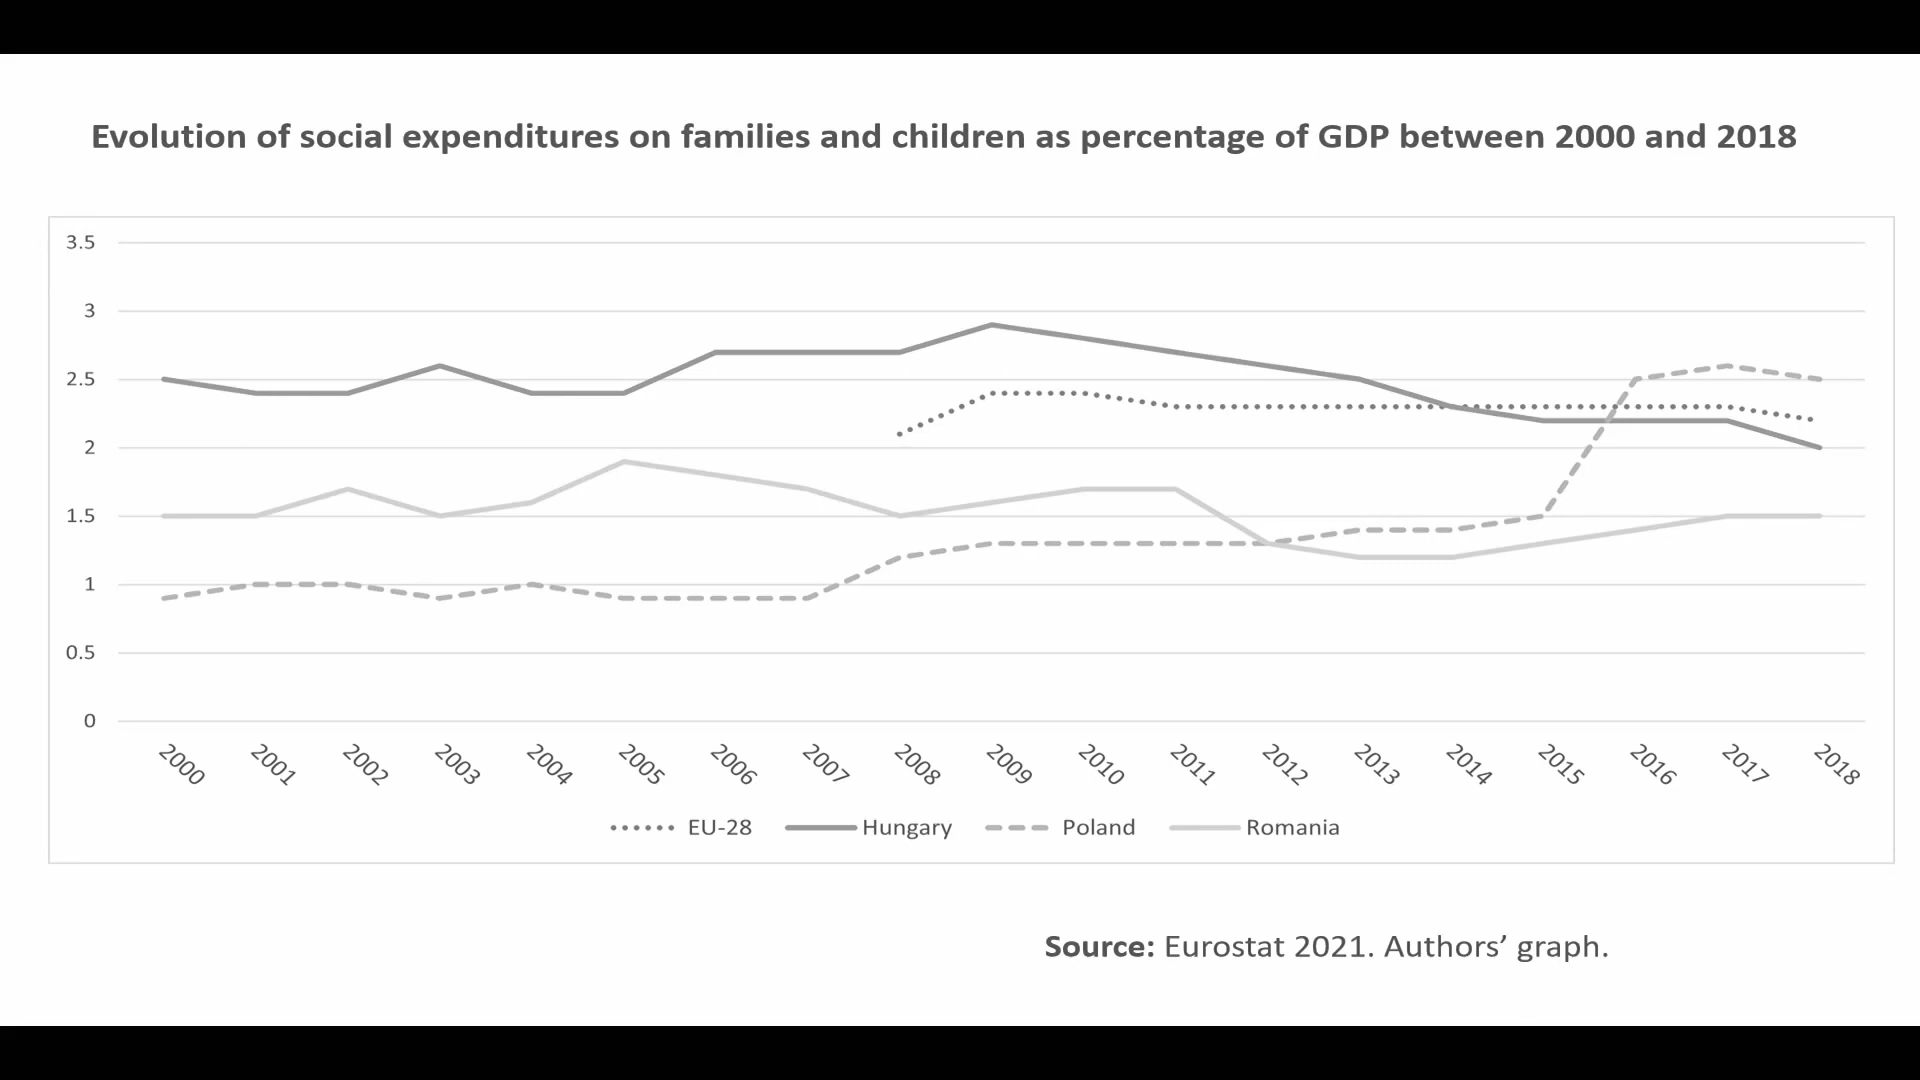 Evolution of social expenditures on families and children as percentage of GDP between 2000 and 2018
3.5
3
2.5
2
1.5
1
0.5
0
2000 2001 2002 2003 2004 2005 2006 2007 2008 2009 2010 2011 2012 2013 2014 2015 2016 2017 2018
EU-28 Hungary Poland Romania
Source: Eurostat 2021. Authors’ graph.